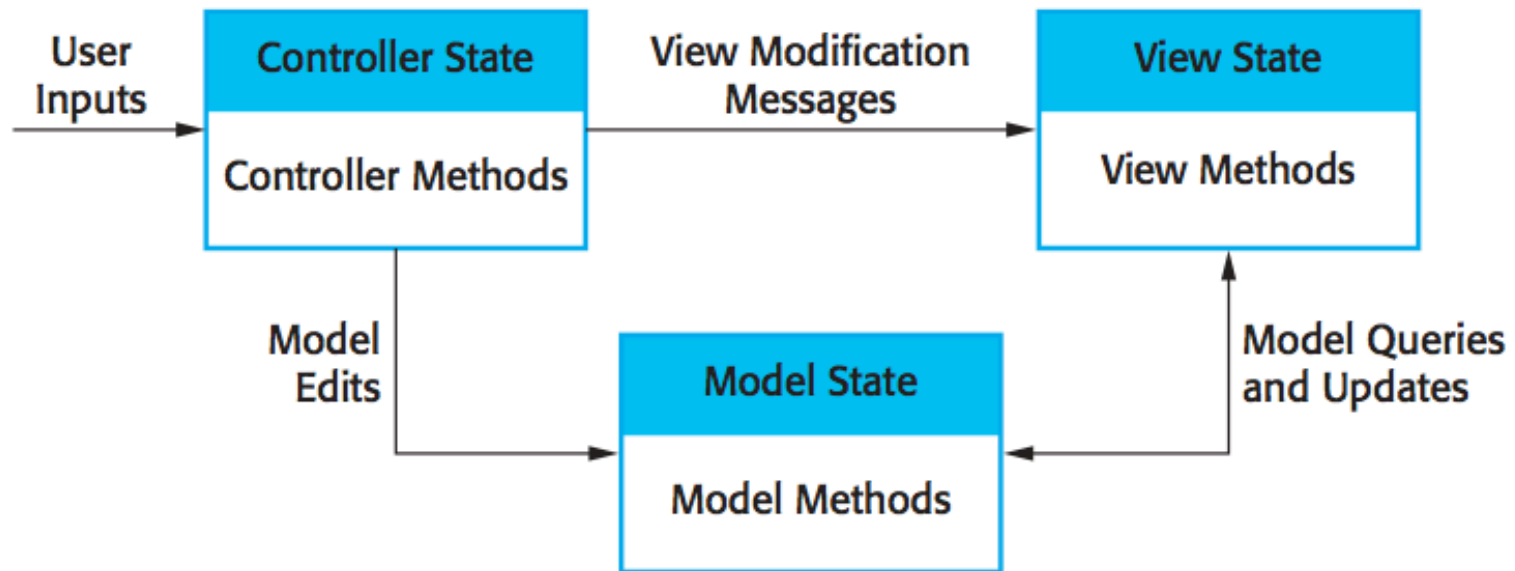 User
Inputs
Controller State
Controller Methods
View Modification
Messages
View State
View Methods
Model
Edits
Model State
Model Methods
Model Queries
and Updates